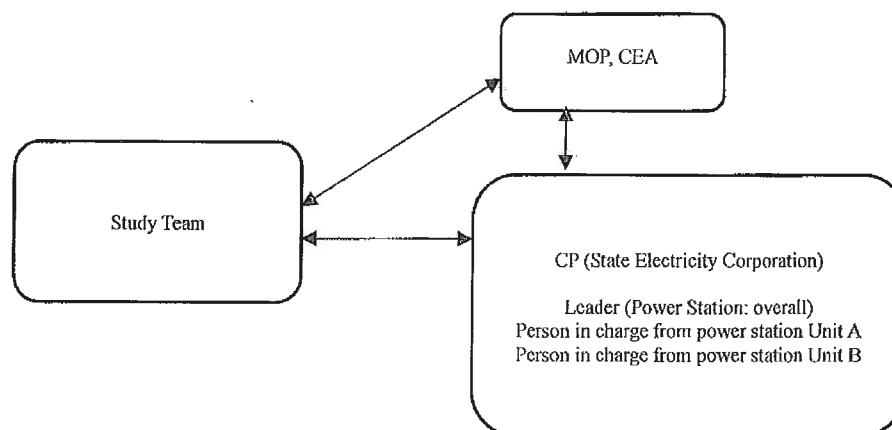 MOP, CEA
Study Team
CP (State Electricity Corporation)
Leader (Power Station: overall)
Person in charge from power station Unit A
Person in charge from power station Unit B